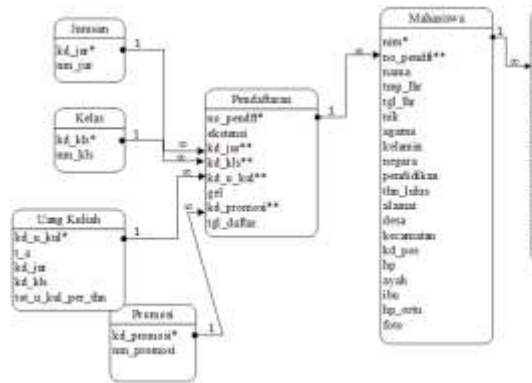 Jurusan
kd_jur*
nm_jur
1
∞
Kelas
kd_kls*
nm_kls
1
∞
Uang Kuliah
kd_u_kul*
t_a
kd_jur
kd_kls
tot_u_kul_per_thn
1
∞
Promosi
kd_promosi*
nm_promosi
1
∞
Pendaftaran
no_pendft*
ekstensi
kd_jur**
kd_kls**
kd_u_kul**
gel
kd_promosi**
tgl_daftar
1
∞
Mahasiswa
nim*
no_pendft**
nama
tmp_lhr
tgl_lhr
nik
agama
kelamin
negara
pendidikan
thn_lulus
alamat
desa
kecamatan
kd_pos
hp
ayah
ibu
hp_ortu
foto
1
∞